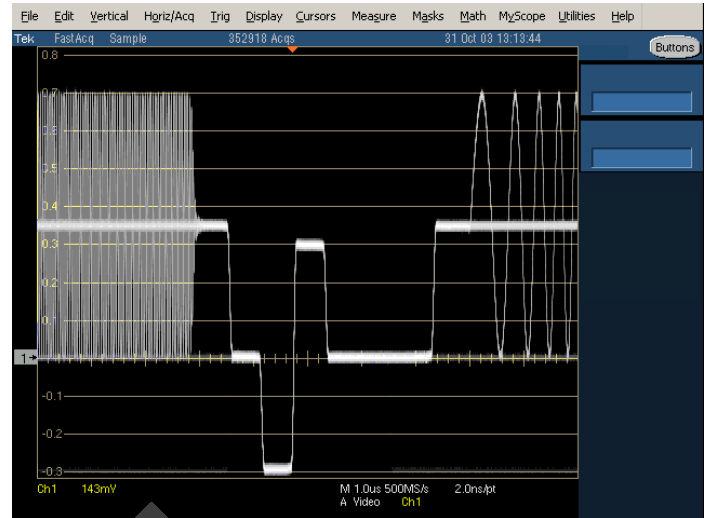 File Edit Vertical Horiz/Acq Trig Display Cursors Measure Masks Math MyScope Utilities Help
Tek FastAcq Sample 352918 Acqs 31 Oct 03 13:13:44
Buttons
0.8
0.7
0.6
0.5
0.4
0.3
0.2
0.1
1
-0.1
-0.3
Ch1 143mV M 1.0us 500MS/s 2.0ns/pt
A Video Ch1